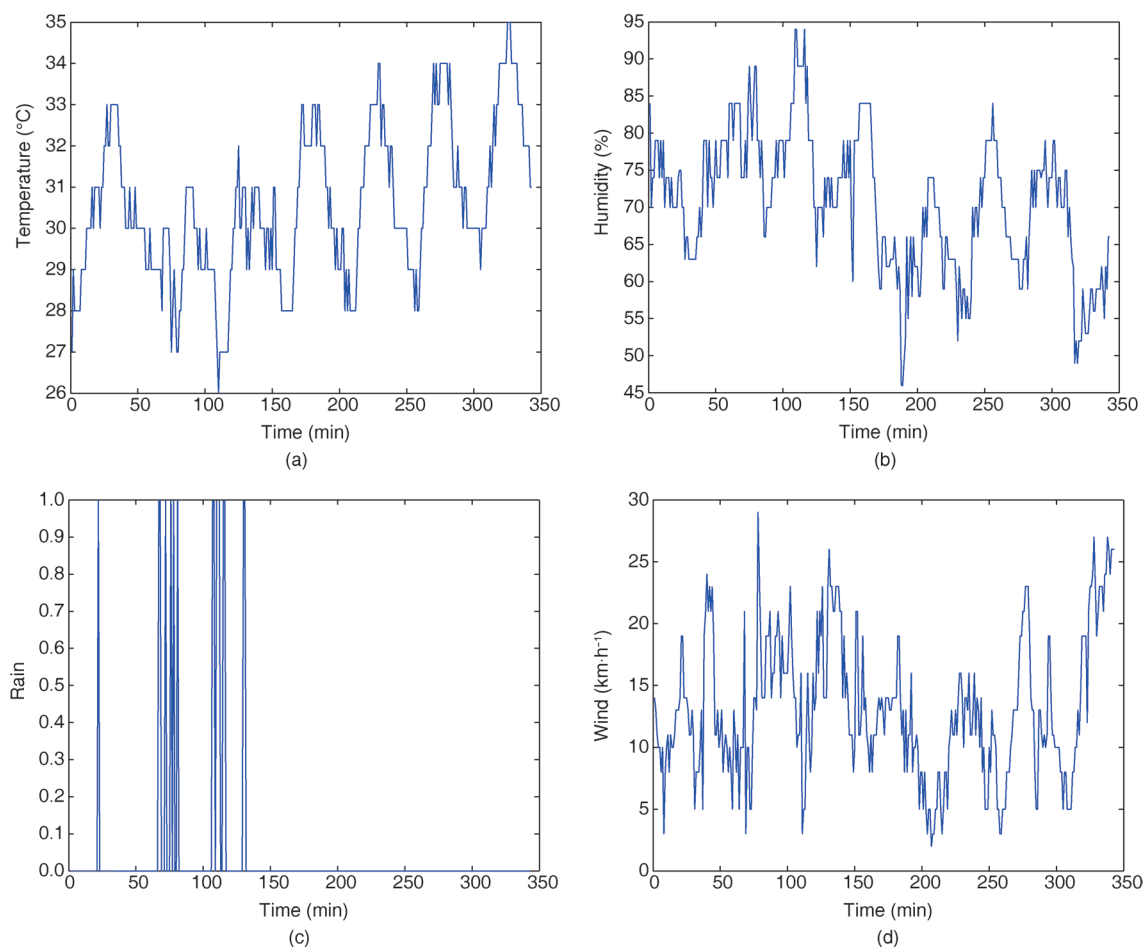 35
34
33
32
31
30
29
28
27
26
Temperature (°C)
0 50 100 150 200 250 300 350
Time (min)
(a)
95
90
85
80
75
70
65
60
55
50
45
Humidity (%)
0 50 100 150 200 250 300 350
Time (min)
(b)
1.0
0.9
0.8
0.7
0.6
0.5
0.4
0.3
0.2
0.1
0.0
Rain
0 50 100 150 200 250 300 350
Time (min)
(c)
30
25
20
15
10
5
0
Wind (km·h⁻¹)
0 50 100 150 200 250 300 350
Time (min)
(d)